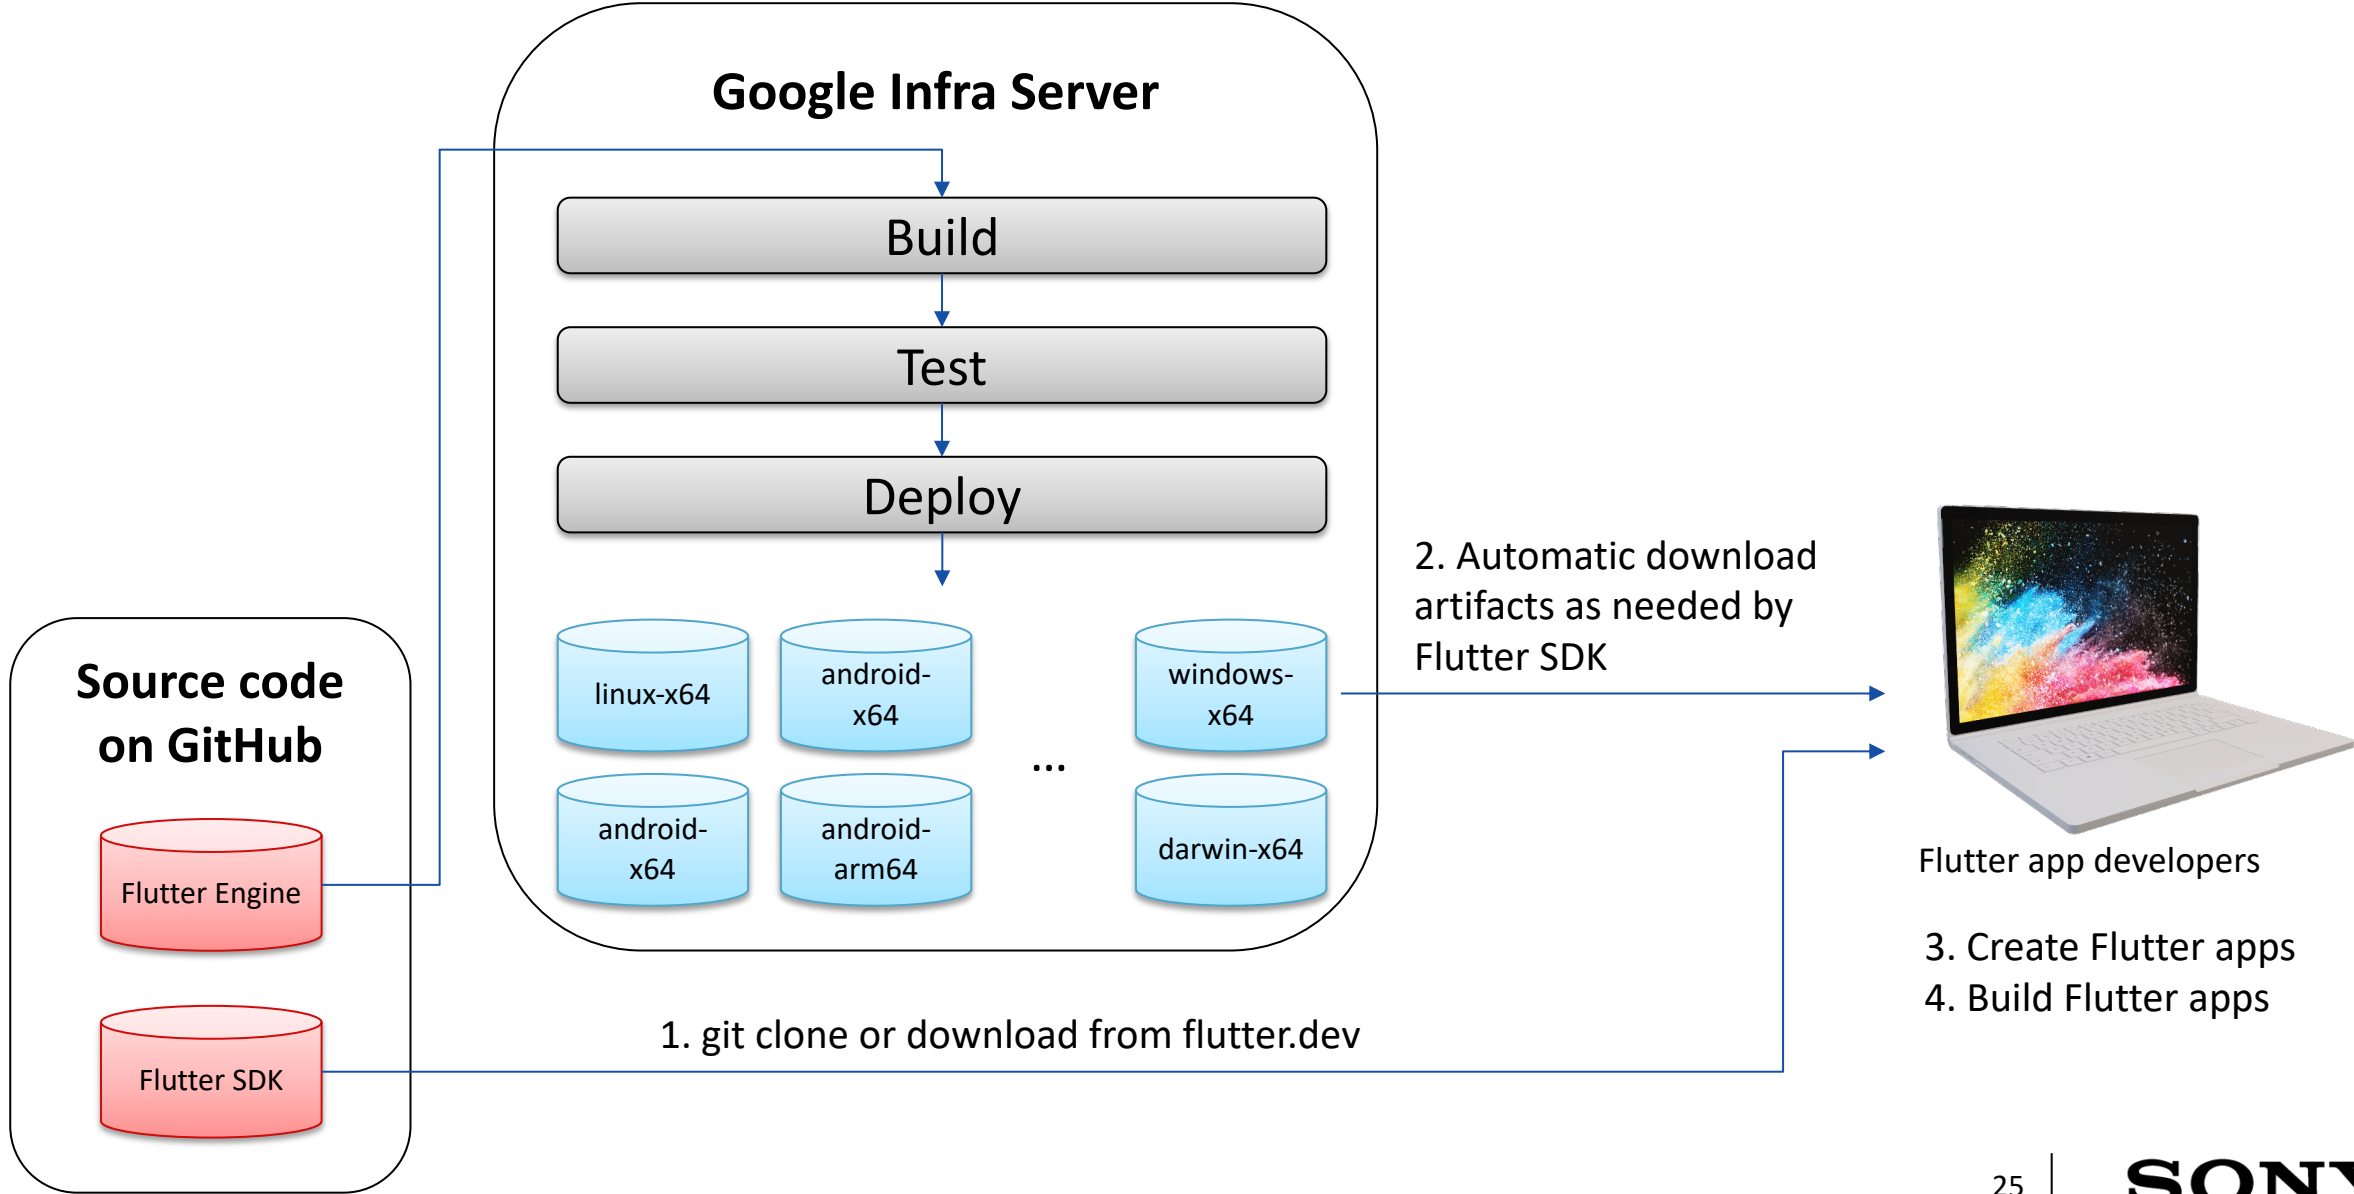 Google Infra Server
Build
Test
Deploy
linux-x64
android-
x64
windows-
x64
android-
x64
android-
arm64
...
darwin-x64
Source code
on GitHub
Flutter Engine
Flutter SDK
2. Automatic download
artifacts as needed by
Flutter SDK
1. git clone or download from flutter.dev
Flutter app developers
3. Create Flutter apps
4. Build Flutter apps
25
SONY